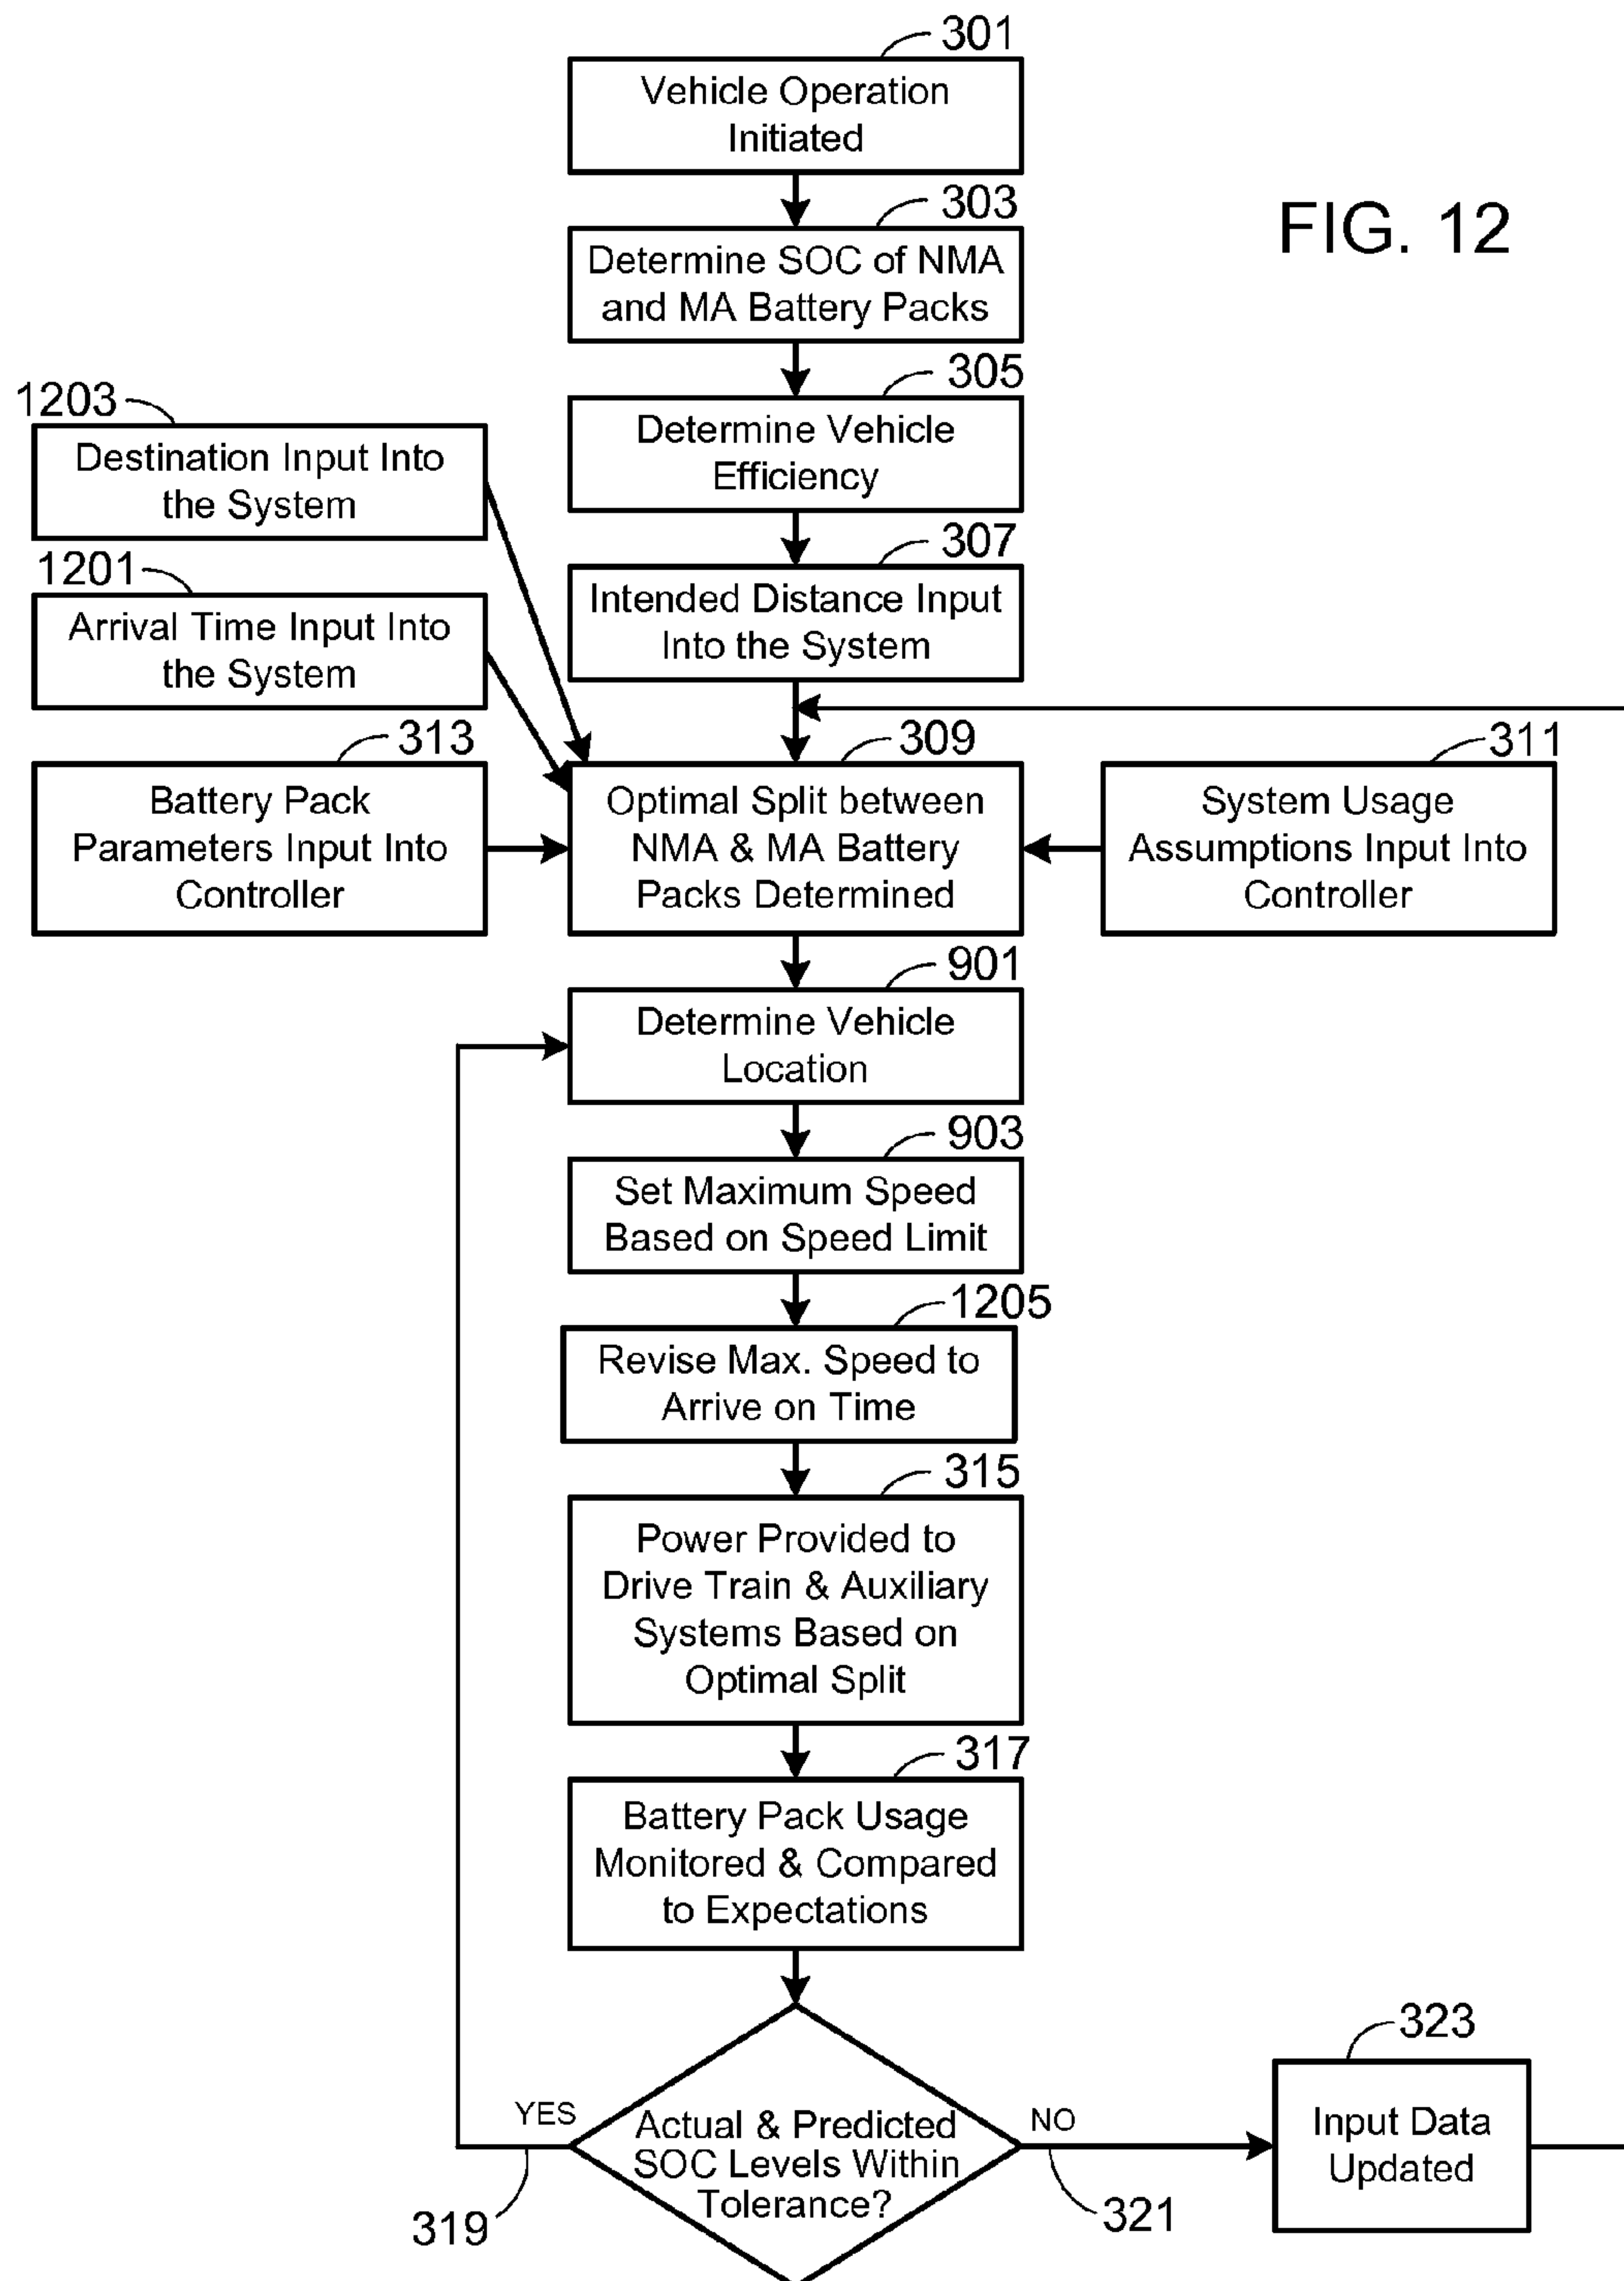 301
Vehicle Operation
Initiated
FIG. 12
303
Determine SOC of NMA
and MA Battery Packs
305
Determine Vehicle
Efficiency
1203
Destination Input Into
the System
307
Intended Distance Input
Into the System
1201
Arrival Time Input Into
the System
313
Battery Pack
Parameters Input Into
Controller
309
Optimal Split between
NMA & MA Battery
Packs Determined
311
System Usage
Assumptions Input Into
Controller
901
Determine Vehicle
Location
903
Set Maximum Speed
Based on Speed Limit
1205
Revise Max. Speed to
Arrive on Time
315
Power Provided to
Drive Train & Auxiliary
Systems Based on
Optimal Split
317
Battery Pack Usage
Monitored & Compared
to Expectations
YES
Actual & Predicted
SOC Levels Within
Tolerance?
NO
319
321
323
Input Data
Updated